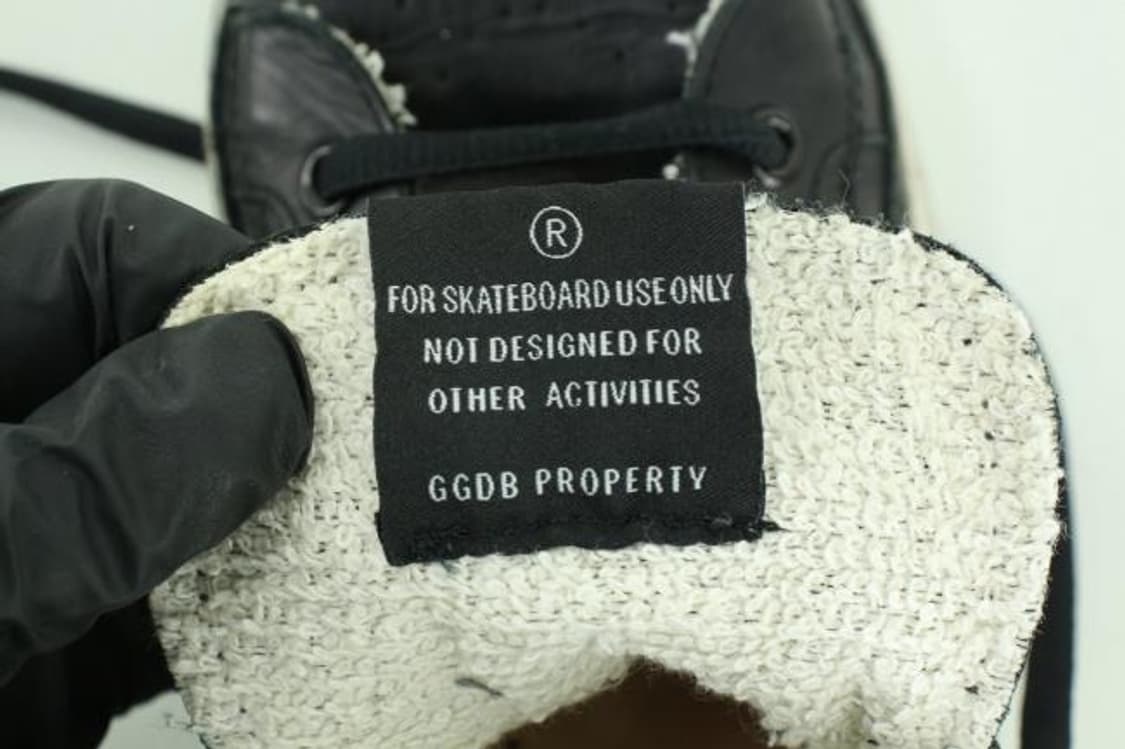 ®
FOR SKATEBOARD USE ONLY
NOT DESIGNED FOR
OTHER ACTIVITIES
GGDB PROPERTY